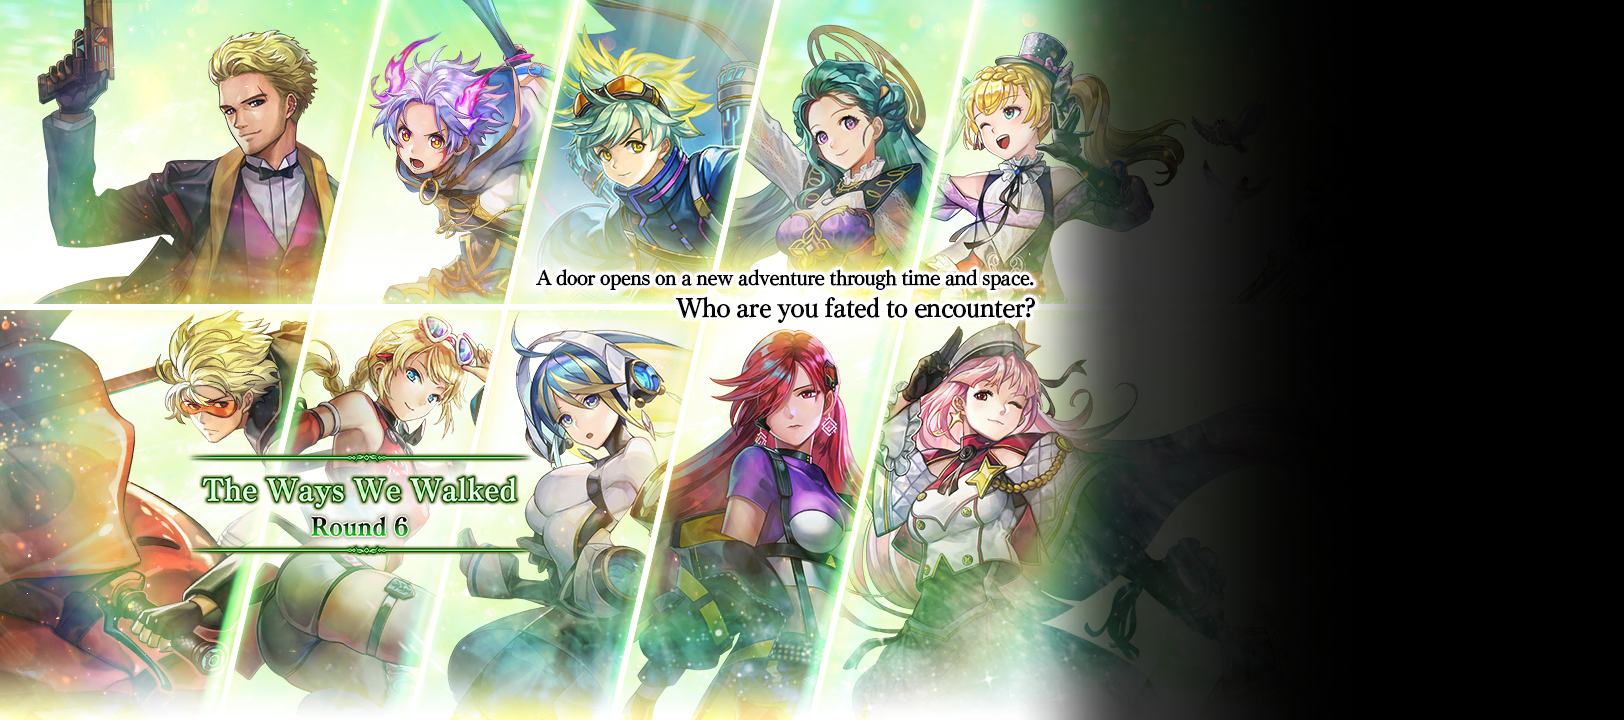 A door opens on a new adventure through time and space.
Who are you fated to encounter?
The Ways We Walked
Round 6